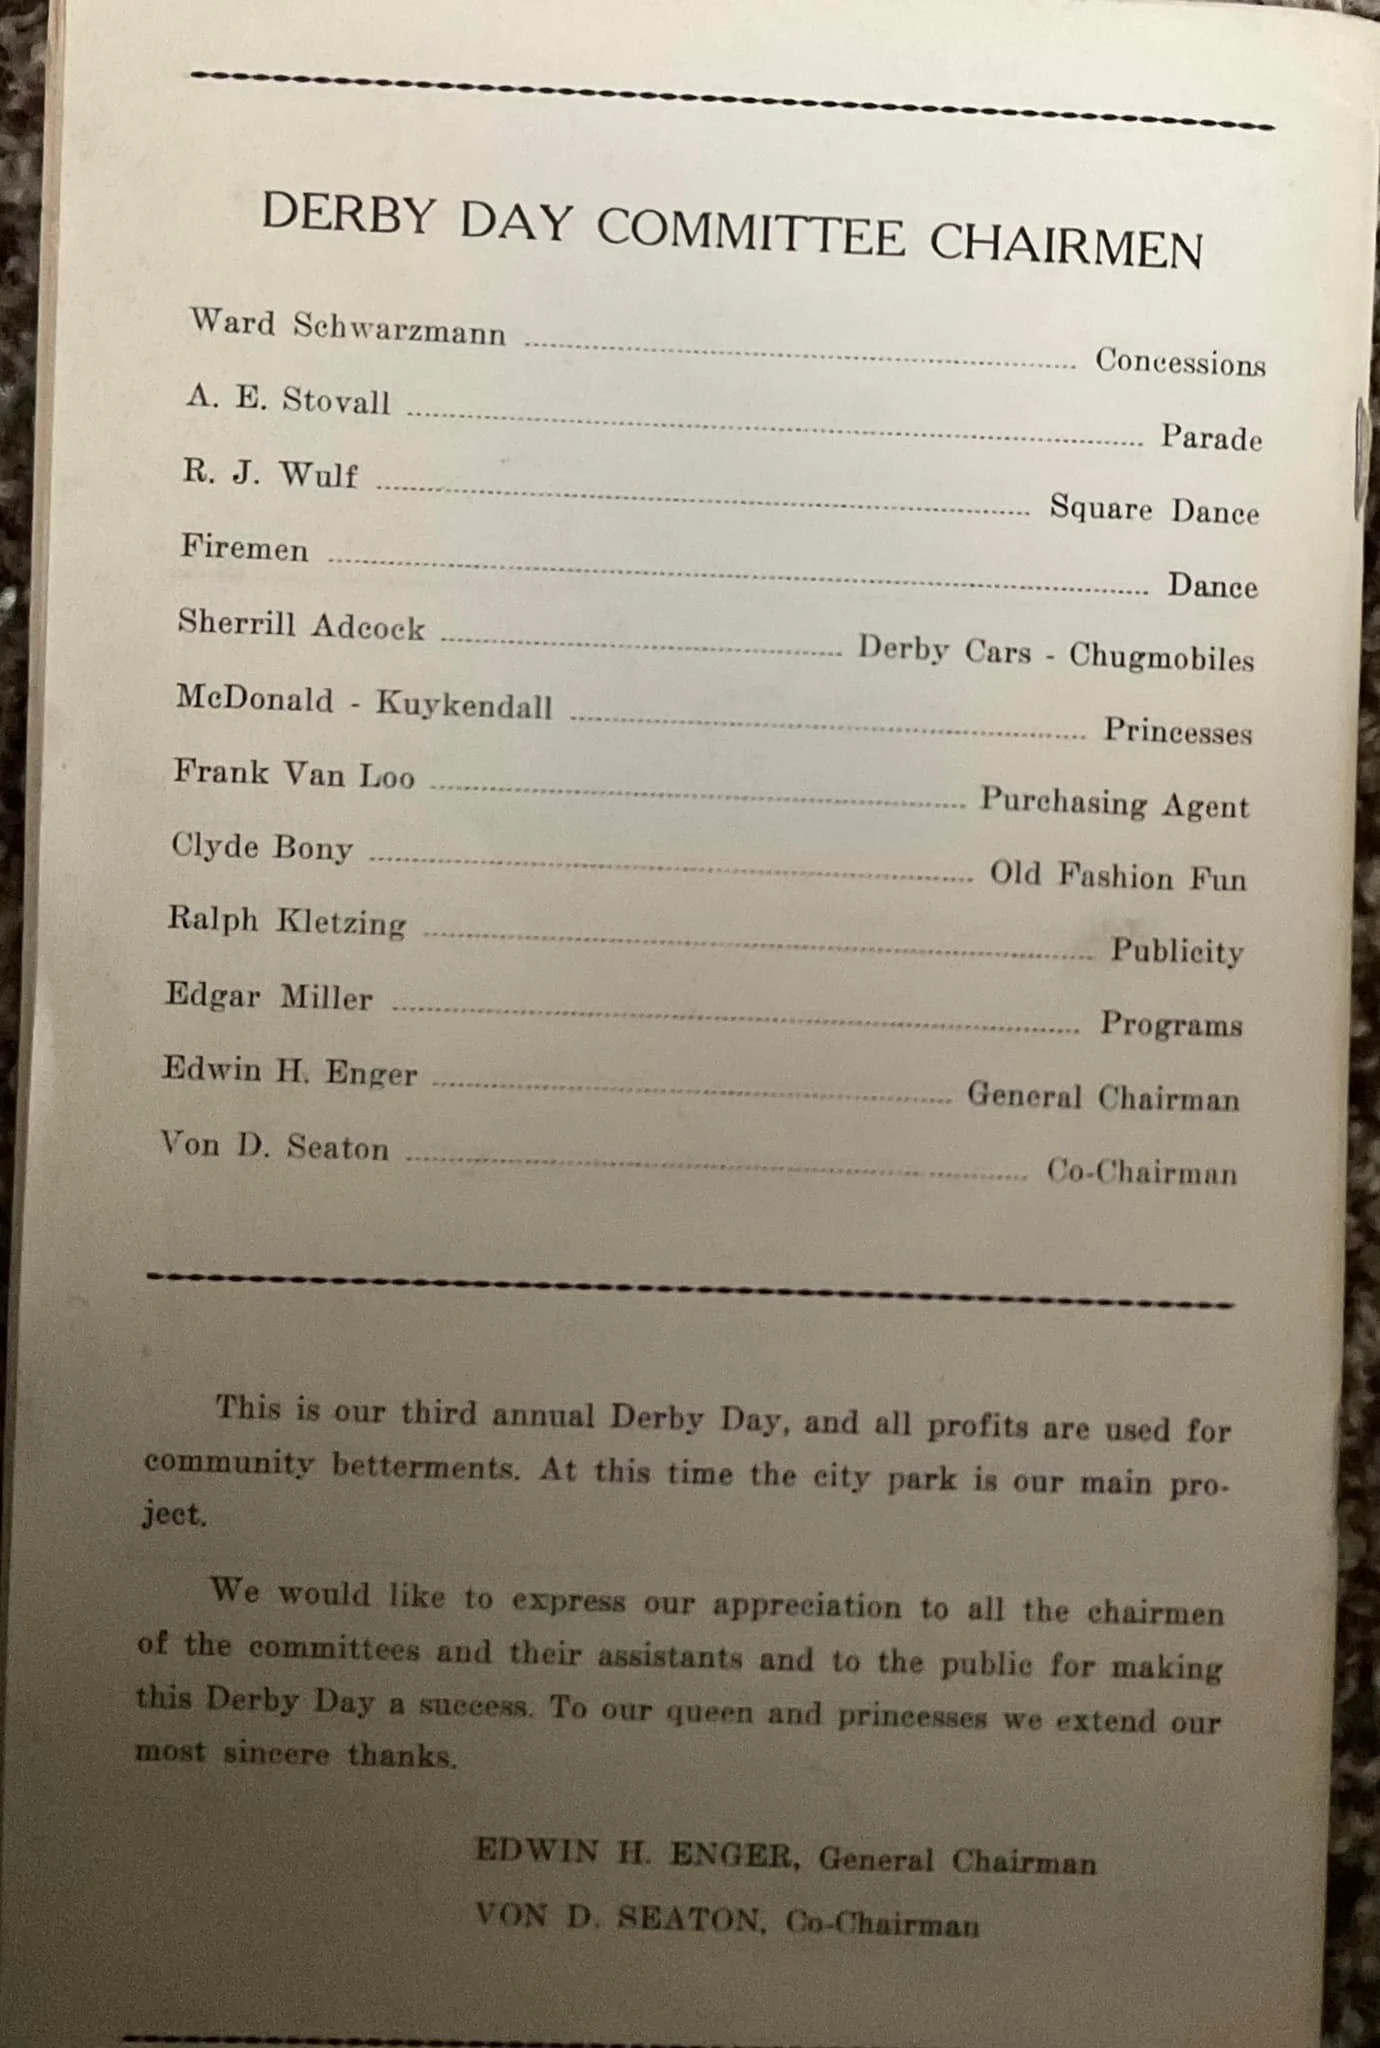 DERBY DAY COMMITTEE CHAIRMEN
Ward Schwarzmann ........ Concessions
A. E. Stovall ........ Parade
R. J. Wulf ........ Square Dance
Firemen ........ Dance
Sherrill Adcock ........ Derby Cars - Chugmobiles
McDonald - Kuykendall ........ Princesses
Frank Van Loo ........ Purchasing Agent
Clyde Bony ........ Old Fashion Fun
Ralph Kletzing ........ Publicity
Edgar Miller ........ Programs
Edwin H. Enger ........ General Chairman
Von D. Seaton ........ Co-Chairman
This is our third annual Derby Day, and all profits are used for
community betterments. At this time the city park is our main pro-
ject.
We would like to express our appreciation to all the chairmen
of the committees and their assistants and to the public for making
this Derby Day a success. To our queen and princesses we extend our
most sincere thanks.
EDWIN H. ENGER, General Chairman
VON D. SEATON, Co-Chairman